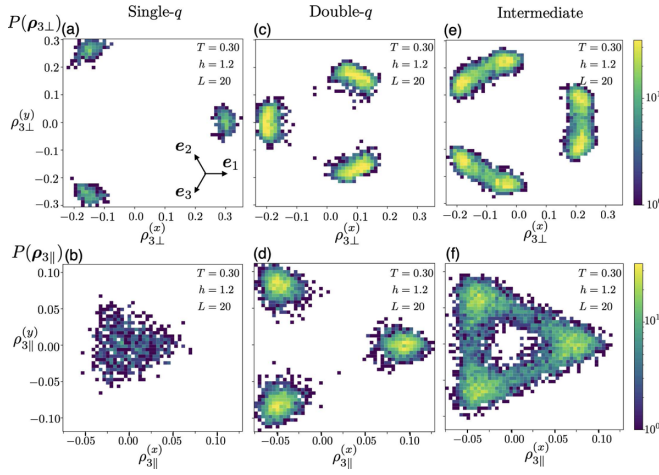 Single-q Double-q Intermediate
P(ρ3⊥)
(a) (c) (e)
T = 0.30 T = 0.30 T = 0.30
h = 1.2 h = 1.2 h = 1.2
L = 20 L = 20 L = 20
0.3
0.2
0.1
0.0
−0.1
−0.2
−0.3
ρ3⊥(y)
e2 e1
e3
10¹
10⁰
−0.2 −0.1 0.0 0.1 0.2 0.3 −0.2 −0.1 0.0 0.1 0.2 0.3 −0.2 −0.1 0.0 0.1 0.2 0.3
ρ3⊥(x) ρ3⊥(x) ρ3⊥(x)
P(ρ3∥)
(b) (d) (f)
T = 0.30 T = 0.30 T = 0.30
h = 1.2 h = 1.2 h = 1.2
L = 20 L = 20 L = 20
0.10
0.05
0.00
−0.05
−0.10
ρ3∥(y)
10¹
10⁰
−0.05 0.00 0.05 0.10 −0.05 0.00 0.05 0.10 −0.05 0.00 0.05 0.10
ρ3∥(x) ρ3∥(x) ρ3∥(x)